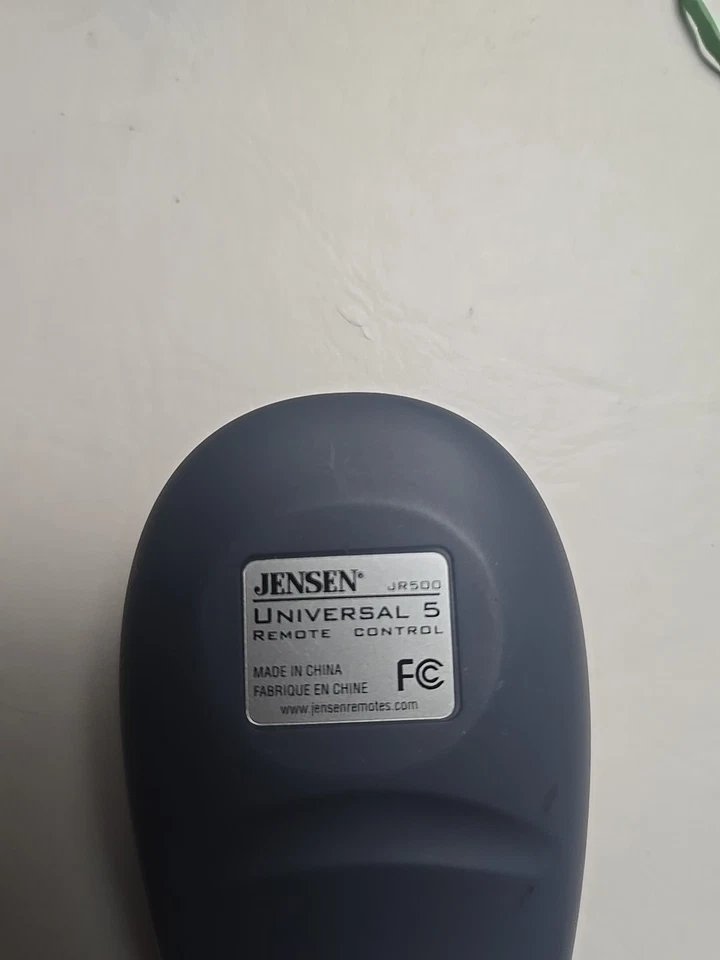 JENSEN® JR500
UNIVERSAL 5
REMOTE CONTROL
MADE IN CHINA
FABRIQUE EN CHINE
FC
www.jensenremotes.com